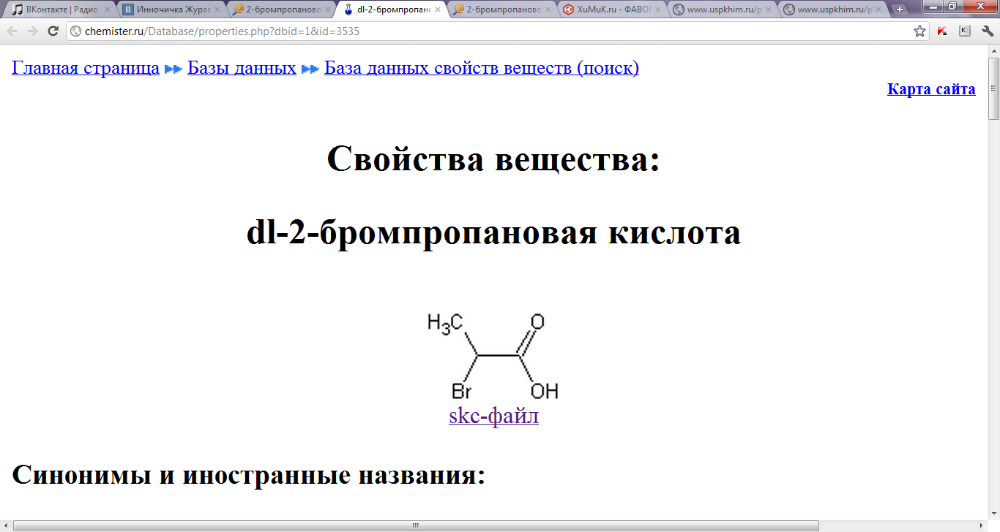 ВКонтакте | Радио
Инночичка Журав
2-бромпропаново
dl-2-бромпропано
2-бромпропаново
XuMuK.ru - ФАВОР
www.uspkhim.ru/p
www.uspkhim.ru/p
chemister.ru/Database/properties.php?dbid=1&id=3535
Главная страница Базы данных База данных свойств веществ (поиск)
Карта сайта
Свойства вещества:
dl-2-бромпропановая кислота
H3C O
Br OH
skc-файл
Синонимы и иностранные названия: